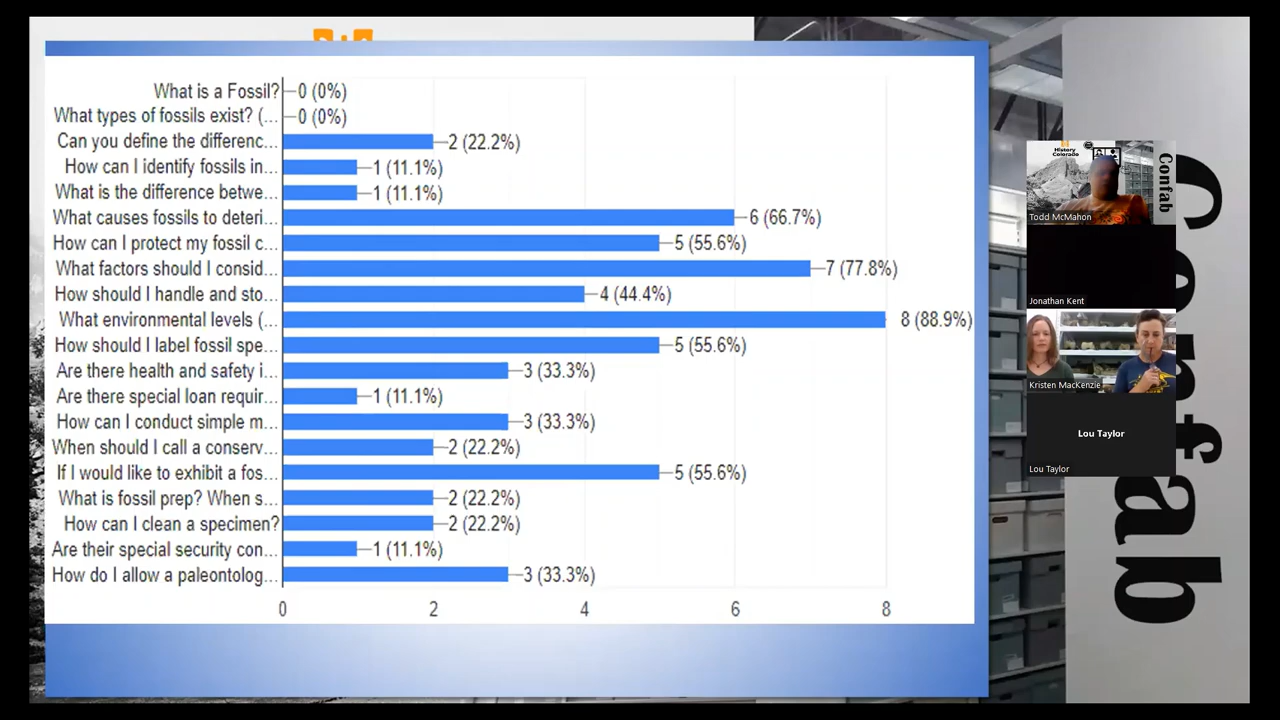 What is a Fossil? 0 (0%)
What types of fossils exist? (... 0 (0%)
Can you define the differenc... 2 (22.2%)
How can I identify fossils in... 1 (11.1%)
What is the difference betwe... 1 (11.1%)
What causes fossils to deteri... 6 (66.7%)
How can I protect my fossil c... 5 (55.6%)
What factors should I consid... 7 (77.8%)
How should I handle and sto... 4 (44.4%)
What environmental levels (... 8 (88.9%)
How should I label fossil spe... 5 (55.6%)
Are there health and safety i... 3 (33.3%)
Are there special loan requir... 1 (11.1%)
How can I conduct simple m... 3 (33.3%)
When should I call a conserv... 2 (22.2%)
If I would like to exhibit a fos... 5 (55.6%)
What is fossil prep? When s... 2 (22.2%)
How can I clean a specimen? 2 (22.2%)
Are their special security con... 1 (11.1%)
How do I allow a paleontolog... 3 (33.3%)
0 2 4 6 8
History
Colorado
Confab
Todd McMahon
Jonathan Kent
Kristen MacKenzie
Lou Taylor
Lou Taylor
Confab